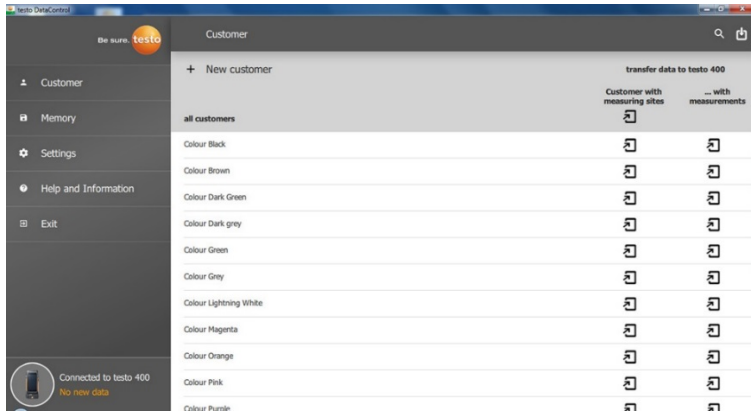 testo DataControl
Be sure. testo
Customer
Memory
Settings
Help and Information
Exit
Connected to testo 400
No new data
Customer
+ New customer
transfer data to testo 400
Customer with
measuring sites
... with
measurements
all customers
Colour Black
Colour Brown
Colour Dark Green
Colour Dark grey
Colour Green
Colour Grey
Colour Lightning White
Colour Magenta
Colour Orange
Colour Pink
Colour Purple